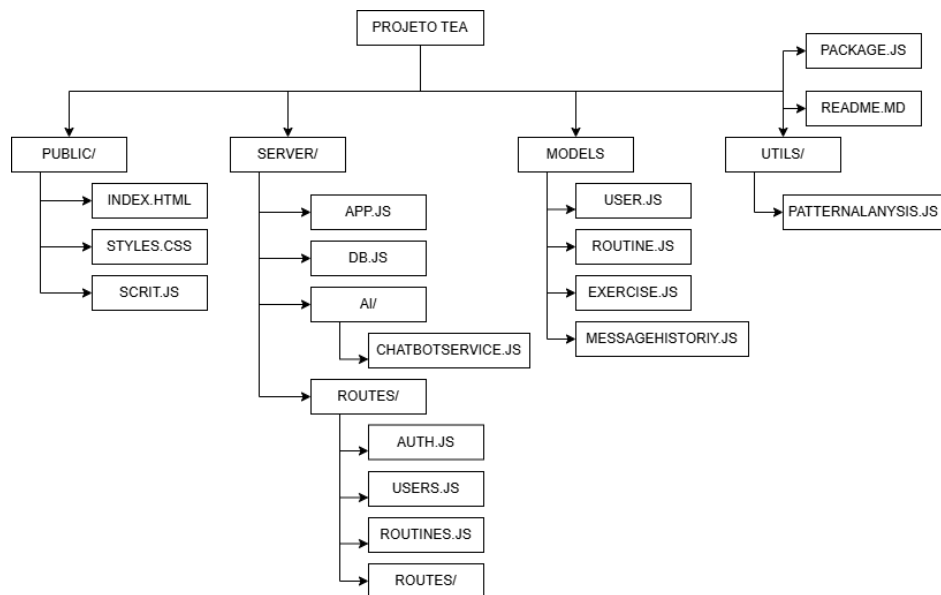 PROJETO TEA
PACKAGE.JS
README.MD
PUBLIC/
SERVER/
MODELS
UTILS/
INDEX.HTML
STYLES.CSS
SCRIT.JS
APP.JS
DB.JS
AI/
CHATBOTSERVICE.JS
ROUTES/
AUTH.JS
USERS.JS
ROUTINES.JS
ROUTES/
USER.JS
ROUTINE.JS
EXERCISE.JS
MESSAGEHISTORIY.JS
PATTERNALANYSIS.JS